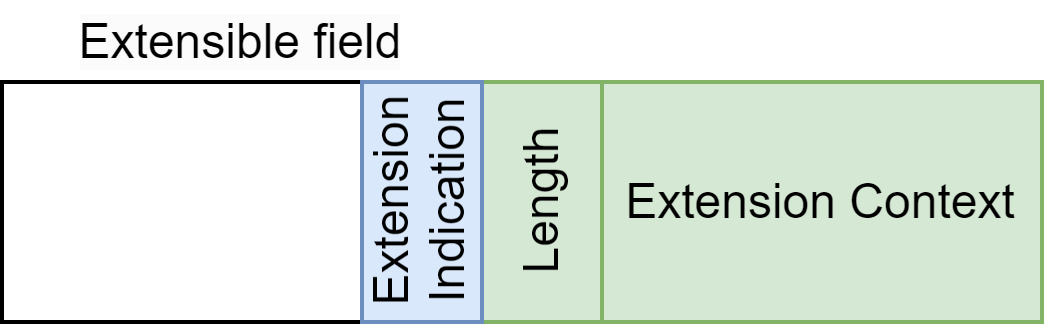 Extensible field
Extension
Indication
Length
Extension Context